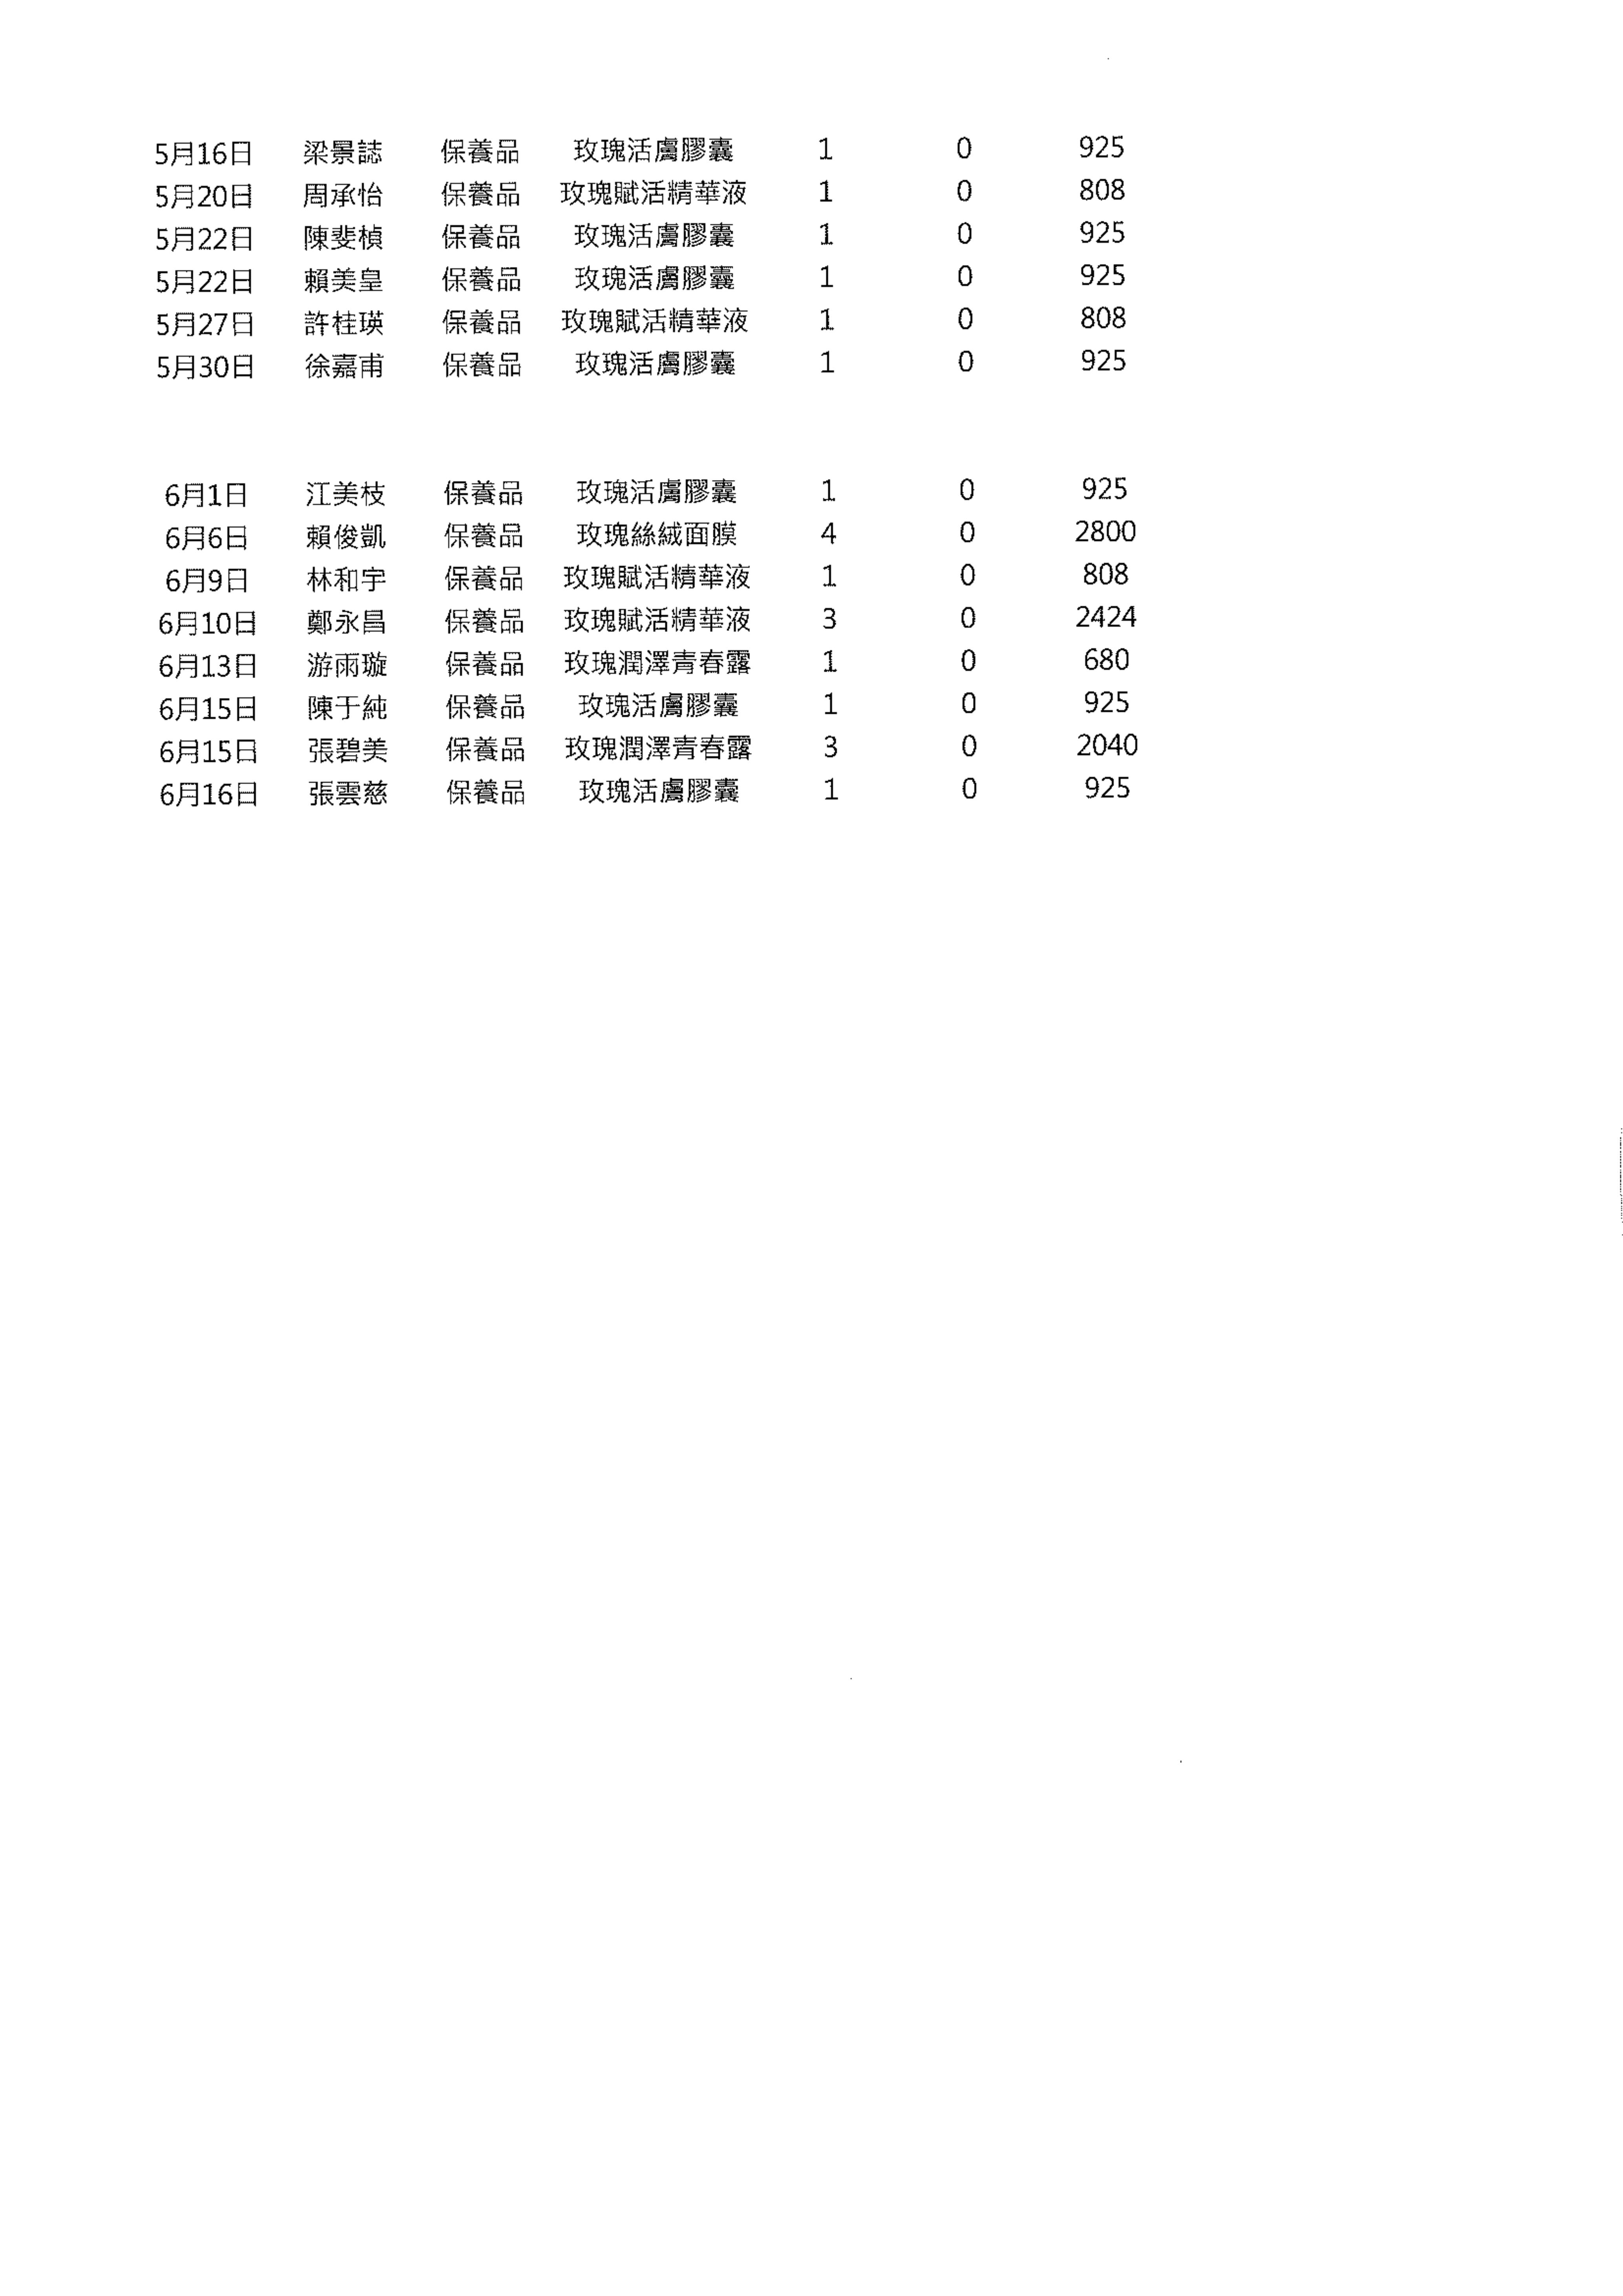 5月16日 梁景誌 保養品 玫瑰活膚膠囊 1 0 925
5月20日 周承怡 保養品 玫瑰賦活精華液 1 0 808
5月22日 陳斐楨 保養品 玫瑰活膚膠囊 1 0 925
5月22日 賴美皇 保養品 玫瑰活膚膠囊 1 0 925
5月27日 許桂瑛 保養品 玫瑰賦活精華液 1 0 808
5月30日 徐嘉甫 保養品 玫瑰活膚膠囊 1 0 925
6月1日 江美枝 保養品 玫瑰活膚膠囊 1 0 925
6月6日 賴俊凱 保養品 玫瑰絲絨面膜 4 0 2800
6月9日 林和宇 保養品 玫瑰賦活精華液 1 0 808
6月10日 鄭永昌 保養品 玫瑰賦活精華液 3 0 2424
6月13日 游雨璇 保養品 玫瑰潤澤青春露 1 0 680
6月15日 陳于純 保養品 玫瑰活膚膠囊 1 0 925
6月15日 張碧美 保養品 玫瑰潤澤青春露 3 0 2040
6月16日 張雲慈 保養品 玫瑰活膚膠囊 1 0 925